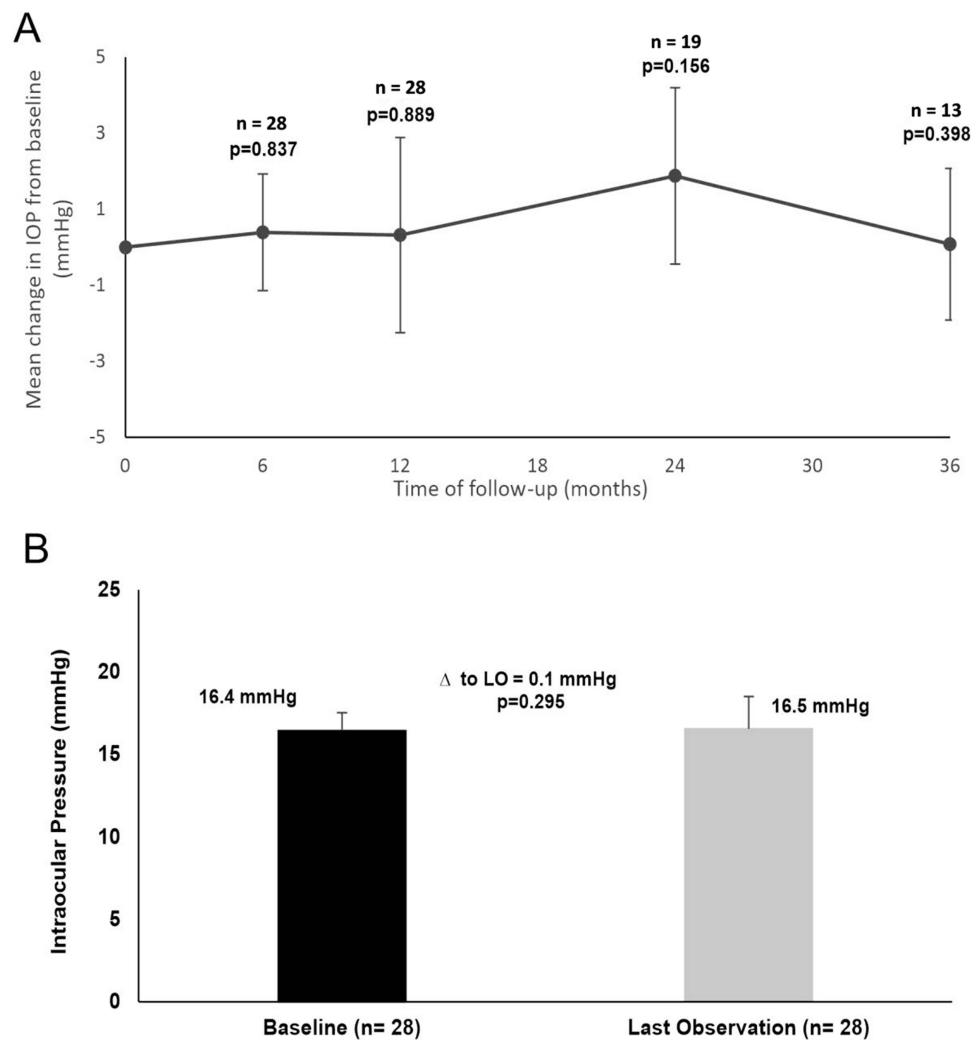 A
5
3
1
-1
-3
-5
Mean change in IOP from baseline
(mmHg)
n = 28
p=0.837
n = 28
p=0.889
n = 19
p=0.156
n = 13
p=0.398
0 6 12 18 24 30 36
Time of follow-up (months)
B
25
20
15
10
5
0
Intraocular Pressure (mmHg)
16.4 mmHg
Δ to LO = 0.1 mmHg
p=0.295
16.5 mmHg
Baseline (n= 28) Last Observation (n= 28)